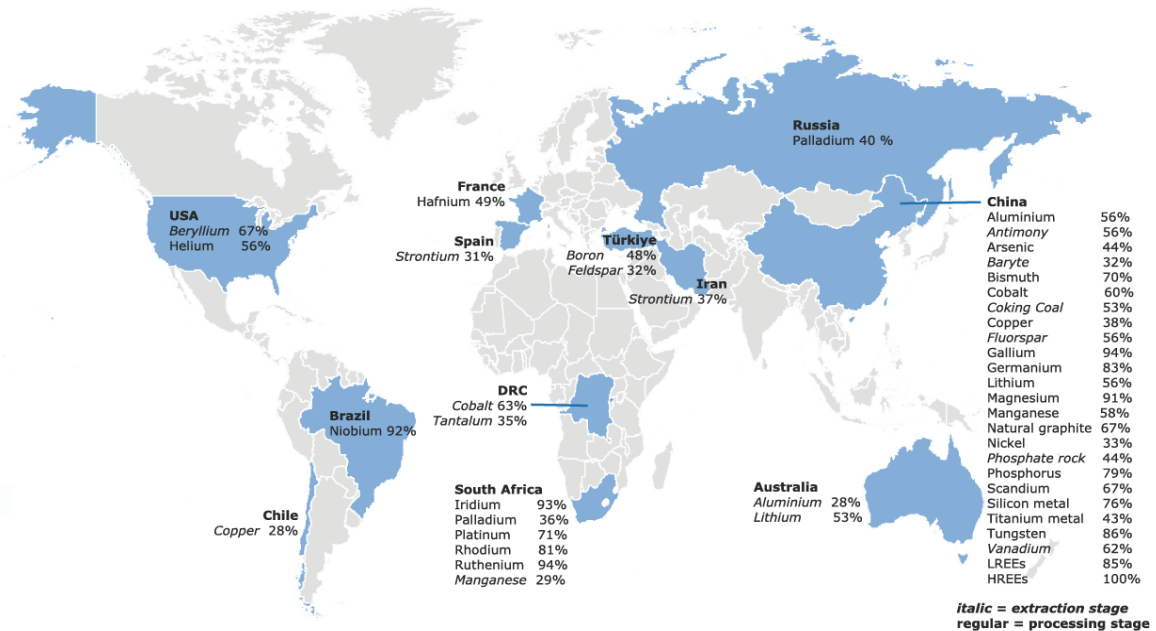 Russia
Palladium 40 %
France
Hafnium 49%
USA
Beryllium 67%
Helium 56%
Spain
Strontium 31%
Türkiye
Boron 48%
Feldspar 32%
Iran
Strontium 37%
China
Aluminium 56%
Antimony 56%
Arsenic 44%
Baryte 32%
Bismuth 70%
Cobalt 60%
Coking Coal 53%
Copper 38%
Fluorspar 56%
Gallium 94%
Germanium 83%
Lithium 56%
Magnesium 91%
Manganese 58%
Natural graphite 67%
Nickel 33%
Phosphate rock 44%
Phosphorus 79%
Scandium 67%
Silicon metal 76%
Titanium metal 43%
Tungsten 86%
Vanadium 62%
LREEs 85%
HREEs 100%
DRC
Cobalt 63%
Tantalum 35%
Brazil
Niobium 92%
Chile
Copper 28%
South Africa
Iridium 93%
Palladium 36%
Platinum 71%
Rhodium 81%
Ruthenium 94%
Manganese 29%
Australia
Aluminium 28%
Lithium 53%
italic = extraction stage
regular = processing stage